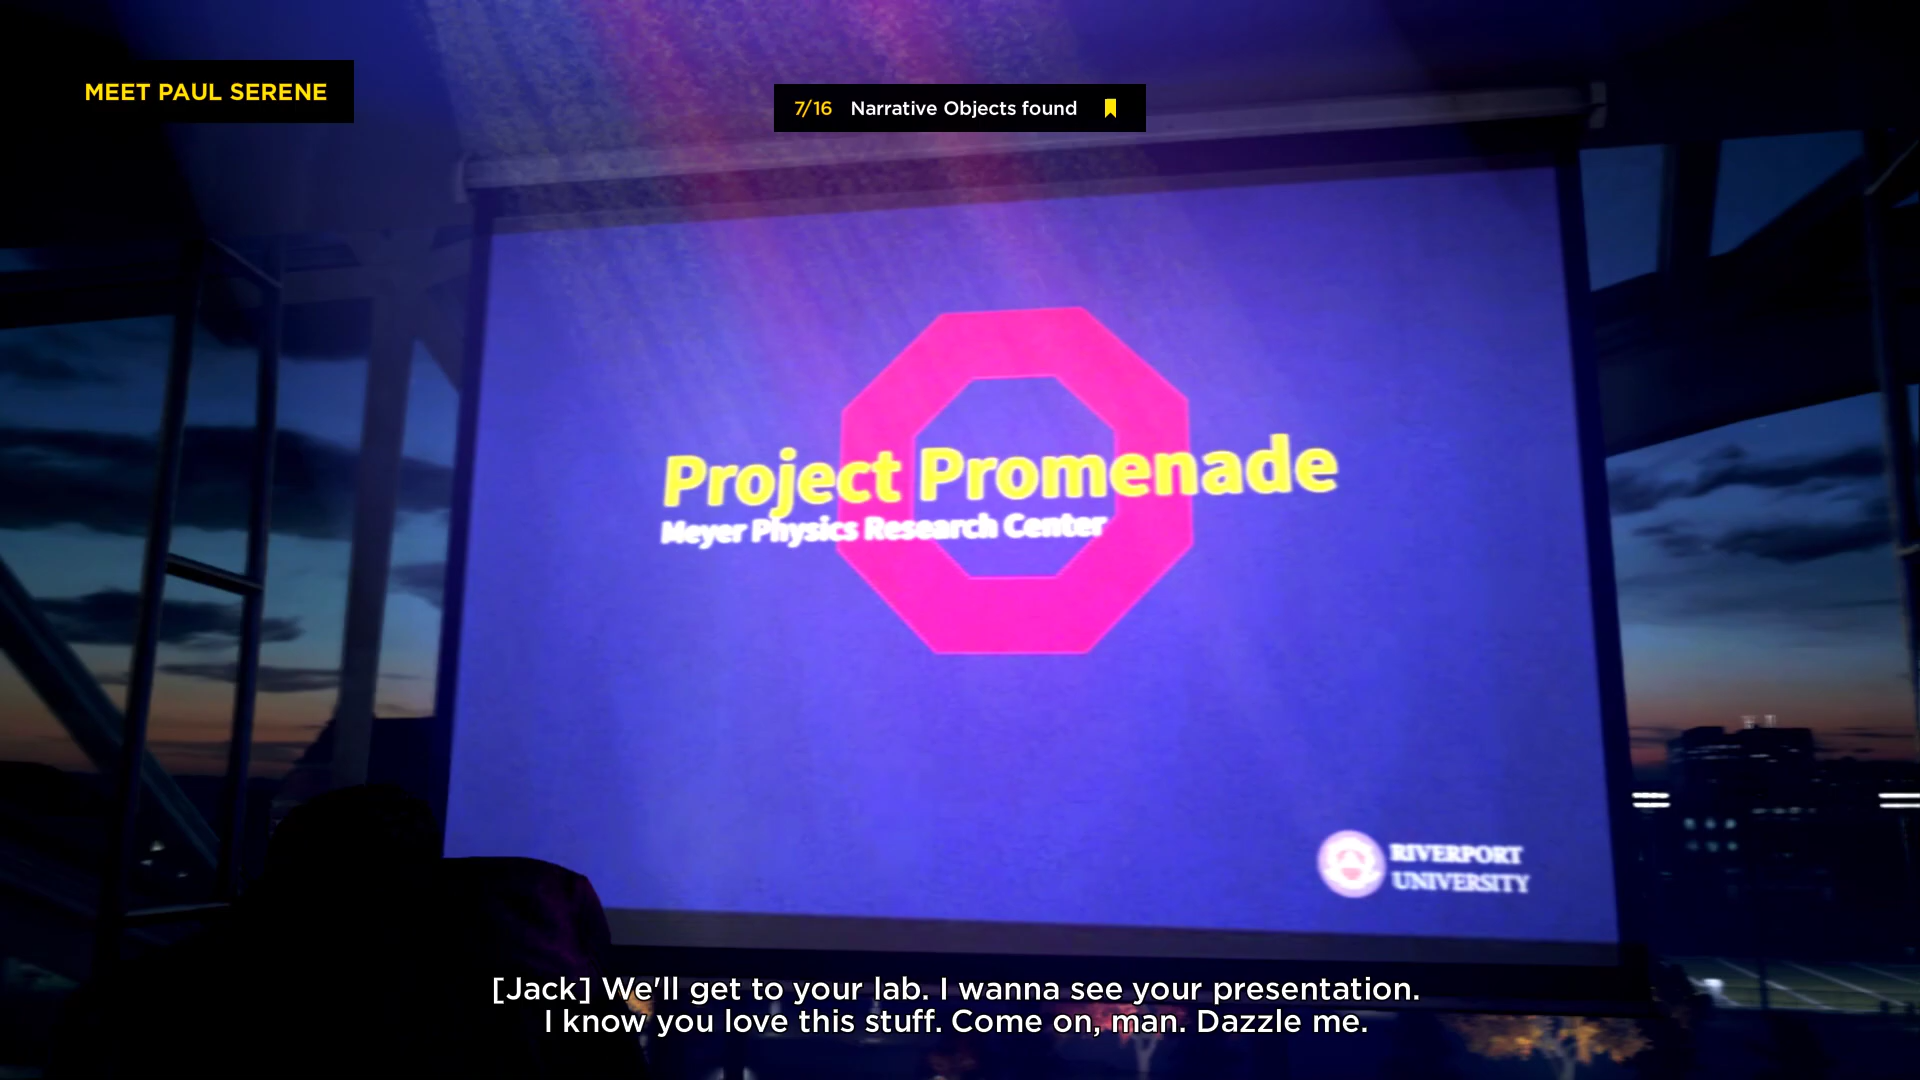 MEET PAUL SERENE
7/16 Narrative Objects found
Project Promenade
Meyer Physics Research Center
RIVERPORT
UNIVERSITY
[Jack] We'll get to your lab. I wanna see your presentation.
I know you love this stuff. Come on, man. Dazzle me.